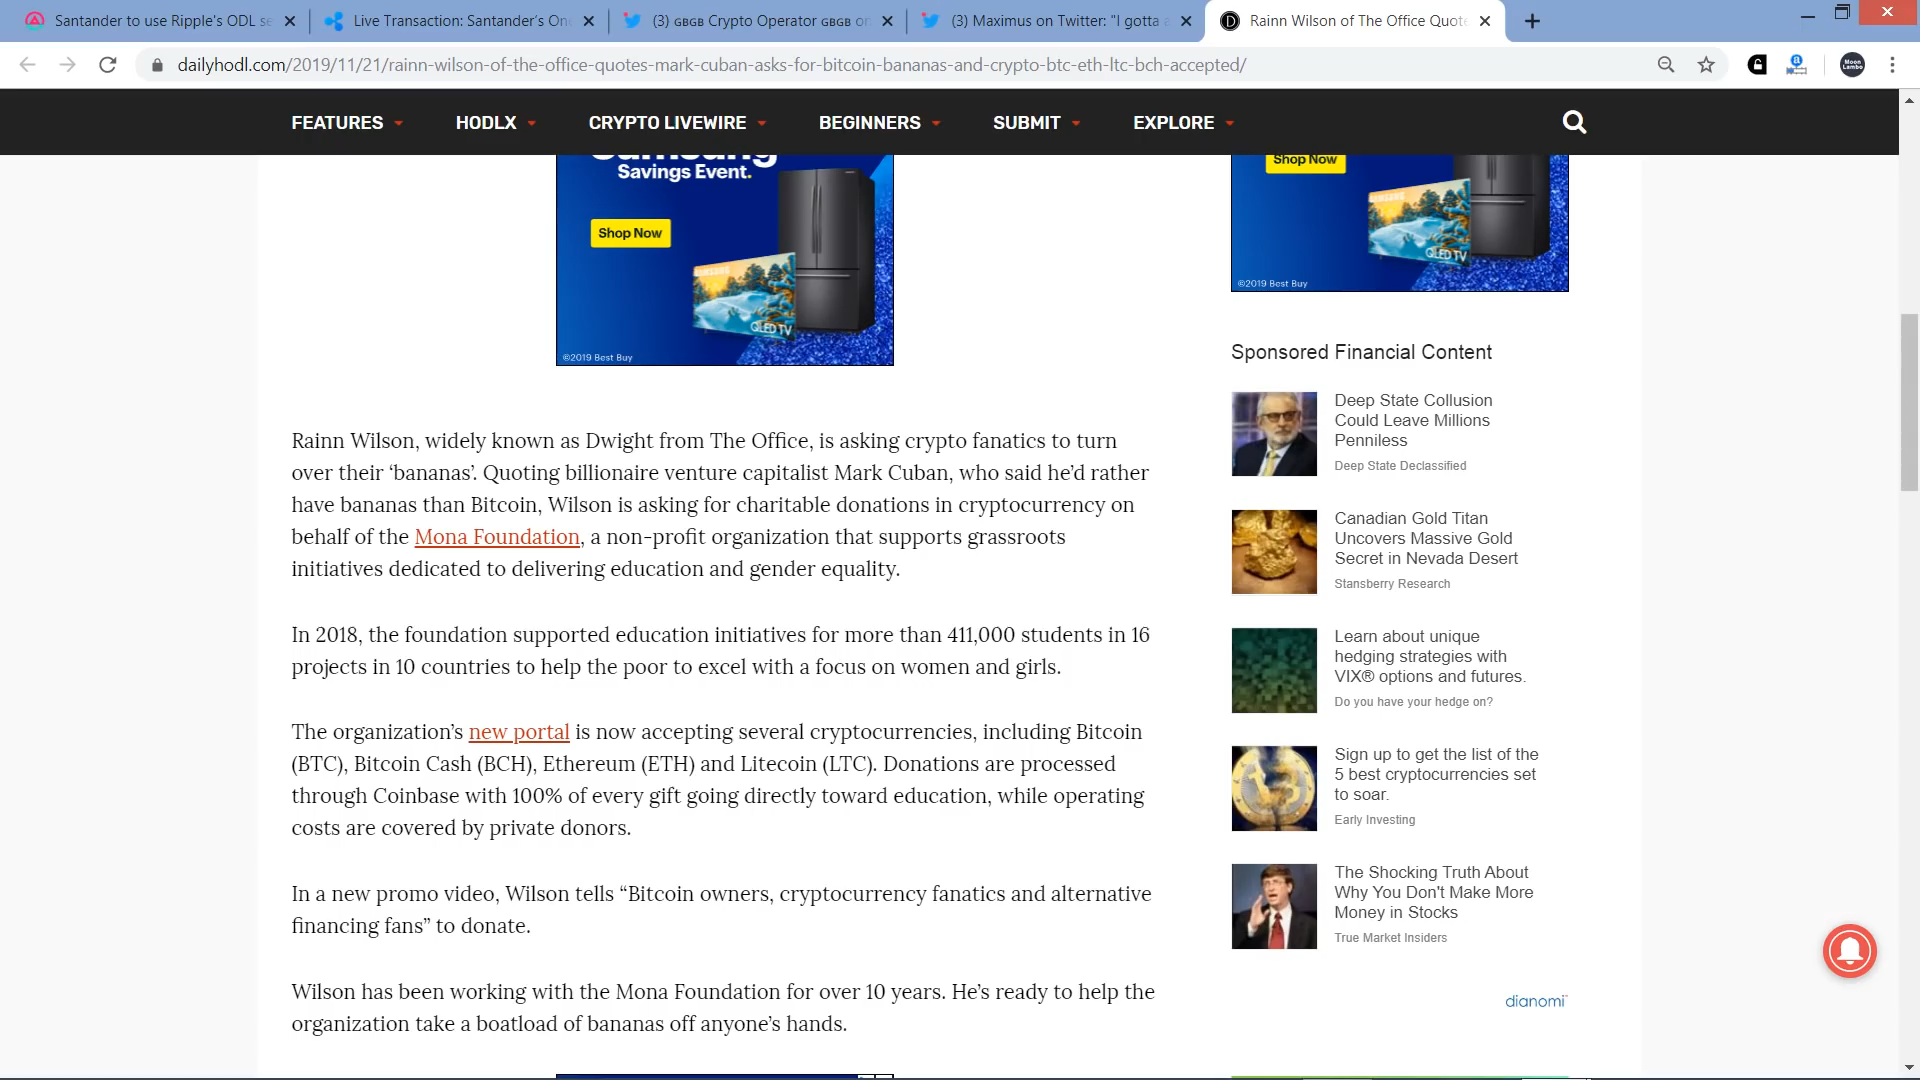 Santander to use Ripple's ODL se
Live Transaction: Santander's On
(3) GBGB Crypto Operator GBGB on
(3) Maximus on Twitter: "I gotta a
Rainn Wilson of The Office Quot
dailyhodl.com/2019/11/21/rainn-wilson-of-the-office-quotes-mark-cuban-asks-for-bitcoin-bananas-and-crypto-btc-eth-ltc-bch-accepted/
Moon
Lambo
FEATURES
HODLX
CRYPTO LIVEWIRE
BEGINNERS
SUBMIT
EXPLORE
Samsung
Savings Event.
Shop Now
SAMSUNG
QLED TV
©2019 Best Buy
Shop Now
SAMSUNG
QLED TV
©2019 Best Buy
Rainn Wilson, widely known as Dwight from The Office, is asking crypto fanatics to turn
over their ‘bananas’. Quoting billionaire venture capitalist Mark Cuban, who said he’d rather
have bananas than Bitcoin, Wilson is asking for charitable donations in cryptocurrency on
behalf of the Mona Foundation, a non-profit organization that supports grassroots
initiatives dedicated to delivering education and gender equality.
In 2018, the foundation supported education initiatives for more than 411,000 students in 16
projects in 10 countries to help the poor to excel with a focus on women and girls.
The organization’s new portal is now accepting several cryptocurrencies, including Bitcoin
(BTC), Bitcoin Cash (BCH), Ethereum (ETH) and Litecoin (LTC). Donations are processed
through Coinbase with 100% of every gift going directly toward education, while operating
costs are covered by private donors.
In a new promo video, Wilson tells “Bitcoin owners, cryptocurrency fanatics and alternative
financing fans” to donate.
Wilson has been working with the Mona Foundation for over 10 years. He’s ready to help the
organization take a boatload of bananas off anyone’s hands.
Sponsored Financial Content
Deep State Collusion
Could Leave Millions
Penniless
Deep State Declassified
Canadian Gold Titan
Uncovers Massive Gold
Secret in Nevada Desert
Stansberry Research
Learn about unique
hedging strategies with
VIX® options and futures.
Do you have your hedge on?
Sign up to get the list of the
5 best cryptocurrencies set
to soar.
Early Investing
The Shocking Truth About
Why You Don't Make More
Money in Stocks
True Market Insiders
dianomi